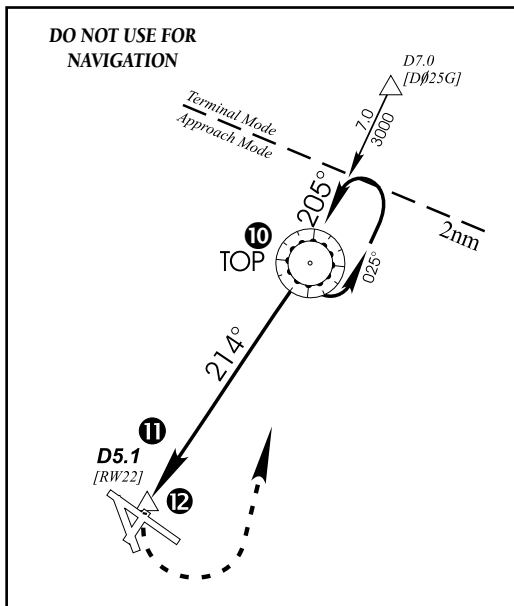 DO NOT USE FOR
NAVIGATION
D7.0
[DØ25G]
Terminal Mode
Approach Mode
7.0
3000
2nm
205°
10
TOP
025°
214°
11
D5.1
[RW22]
12